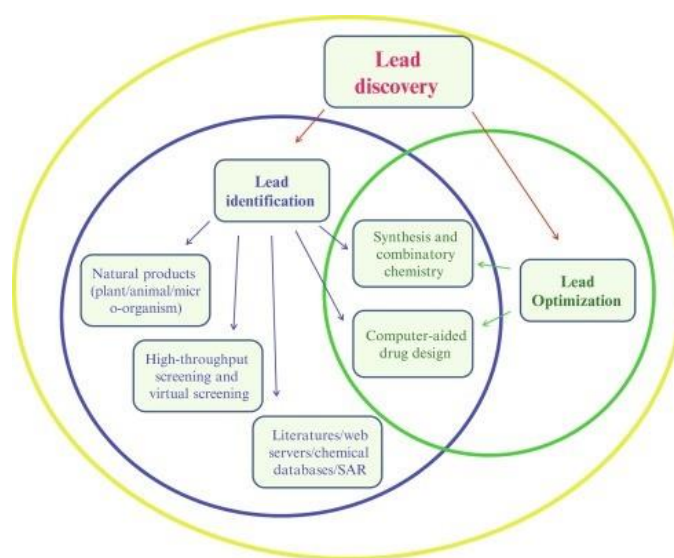 Lead
discovery
Lead
identification
Synthesis and
combinatory
chemistry
Natural products
(plant/animal/micr
o-organism)
Lead
Optimization
Computer-aided
drug design
High-throughput
screening and
virtual screening
Literatures/web
servers/chemical
databases/SAR